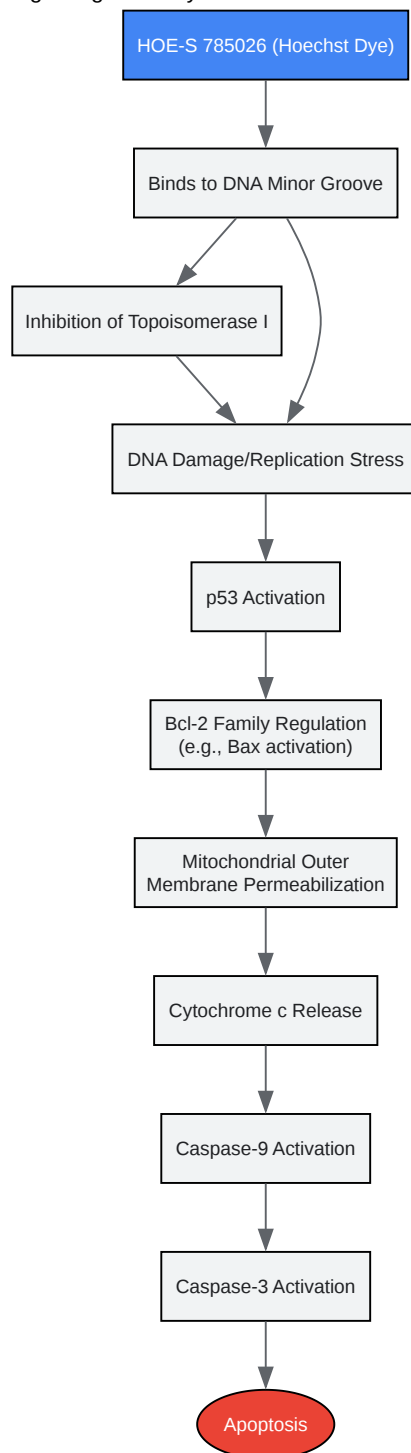 HOE-S 785026 (Hoechst Dye)
Binds to DNA Minor Groove
Inhibition of Topoisomerase I
DNA Damage/Replication Stress
p53 Activation
Bcl-2 Family Regulation
(e.g., Bax activation)
Mitochondrial Outer
Membrane Permeabilization
Cytochrome c Release
Caspase-9 Activation
Caspase-3 Activation
Apoptosis